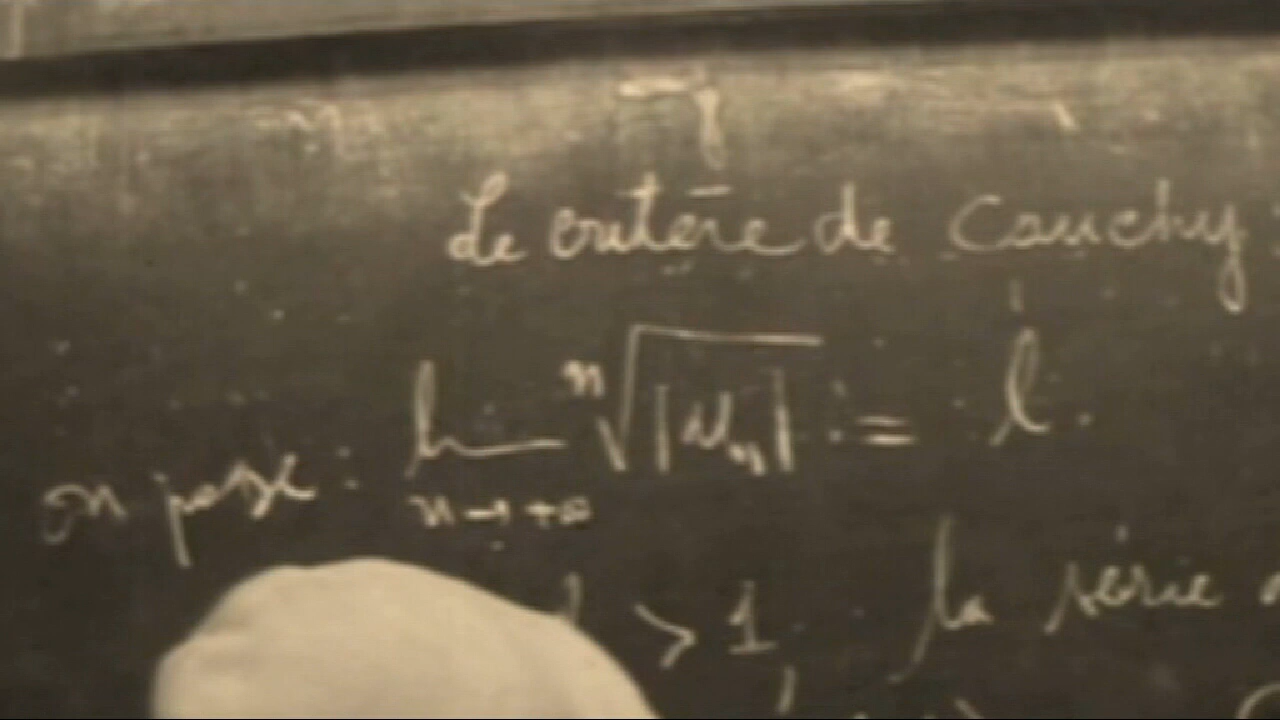 Le critère de Cauchy :
on pose : lim ⁿ√|Uₙ| = l.
n → +∞
l > 1, la série